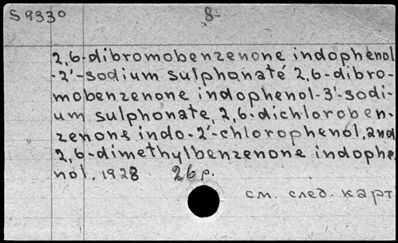 S 9930 8-
2,6-dibromobenzenone indophenol
-2'-sodium sulphonate 2,6-dibro-
mobenzenone indophenol-3'-sodi-
um sulphonate, 2,6-dichloroben-
zenone indo-2'-chlorophenol, and
2,6-dimethylbenzenone indophe
nol, 1928 26 p.
см. след. карт